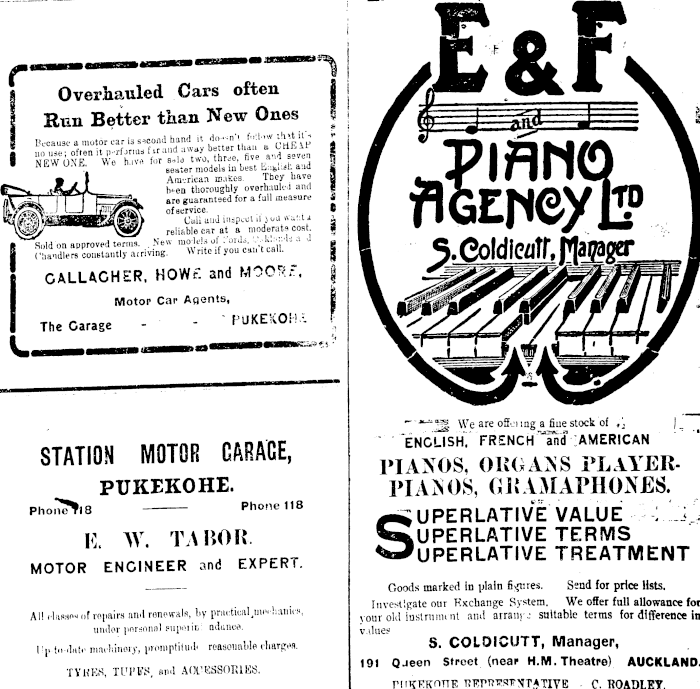 Overhauled Cars often
Run Better than New Ones
Because a motor car is second hand it doesn't follow that it's
no use; often it performs far and away better than a CHEAP
NEW ONE. We have for sale two, three, five and seven
seater models in best English and
American makes. They have
been thoroughly overhauled and
are guaranteed for a full measure
of service.
Call and inspect if you want a
reliable car at a moderate cost.
Sold on approved terms. New models of Fords, and
Chandlers constantly arriving. Write if you can't call.
GALLAGHER, HOWE and MOORE,
Motor Car Agents,
The Garage - - PUKEKOHE
STATION MOTOR GARAGE,
PUKEKOHE.
Phone 118 Phone 118
E. W. TABOR.
MOTOR ENGINEER and EXPERT.
All classes of repairs and renewals, by practical mechanics,
under personal
Up-to-date machinery, promptitude reasonable charges.
TYRES, TUBES, and ACCESSORIES.
E & F
and
PIANO
AGENCY LTD
S. Coldicutt, Manager
We are offering a fine stock of
ENGLISH, FRENCH and AMERICAN
PIANOS, ORGANS PLAYER-
PIANOS, GRAMAPHONES.
SUPERLATIVE VALUE
SUPERLATIVE TERMS
SUPERLATIVE TREATMENT
Goods marked in plain figures. Send for price lists.
Investigate our Exchange System. We offer full allowance for
your old instrument and arrange suitable terms for difference in
values
S. COLDICUTT, Manager,
191 Queen Street (near H.M. Theatre) AUCKLAND.
PUKEKOHE REPRESENTATIVE - C. ROADLEY.